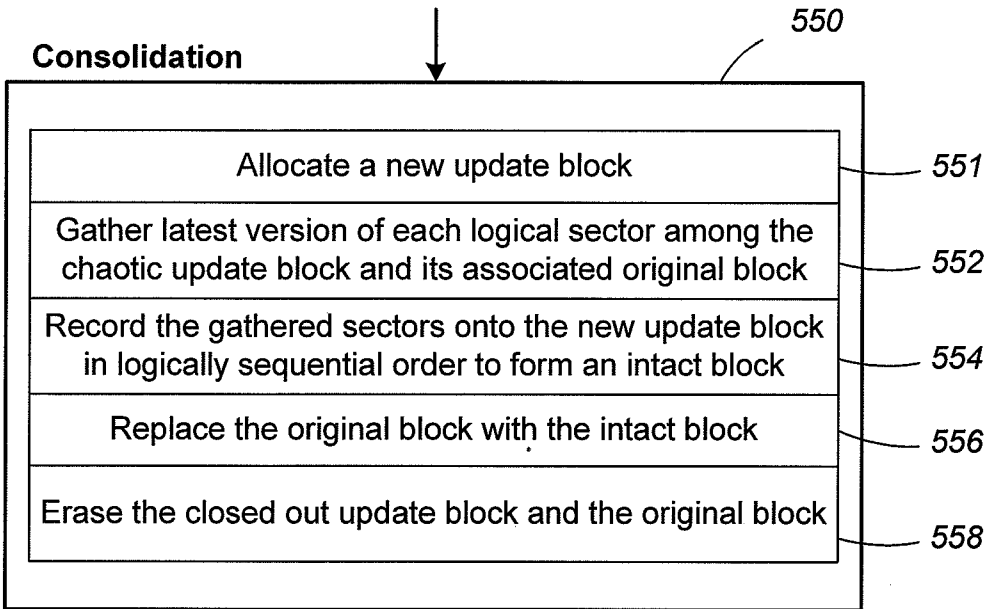 550
Consolidation
Allocate a new update block
551
Gather latest version of each logical sector among the
chaotic update block and its associated original block
552
Record the gathered sectors onto the new update block
in logically sequential order to form an intact block
554
Replace the original block with the intact block
556
Erase the closed out update block and the original block
558